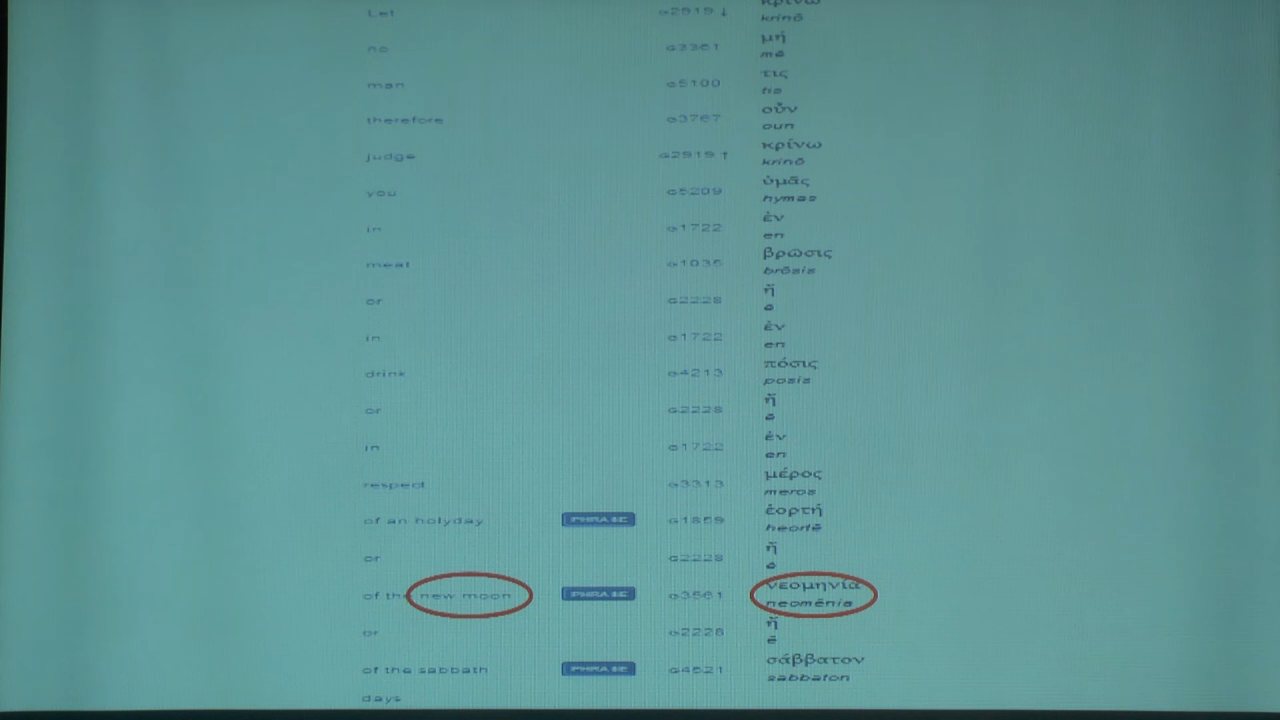 Let G2919↓ κρίνω
krinō
no G3361 μή
mē
man G5100 τις
tis
therefore G3767 οὖν
oun
judge G2919↑ κρίνω
krinō
you G5209 ὑμᾶς
hymas
in G1722 ἐν
en
meat G1035 βρῶσις
brōsis
or G2228 ἤ
ē
in G1722 ἐν
en
drink G4213 πόσις
posis
or G2228 ἤ
ē
in G1722 ἐν
en
respect G3313 μέρος
meros
of an holyday PHRASE G1859 ἑορτή
heortē
or G2228 ἤ
ē
of the new moon PHRASE G3561 νεομηνία
neomēnia
or G2228 ἤ
ē
of the sabbath PHRASE G4521 σάββατον
sabbaton
days